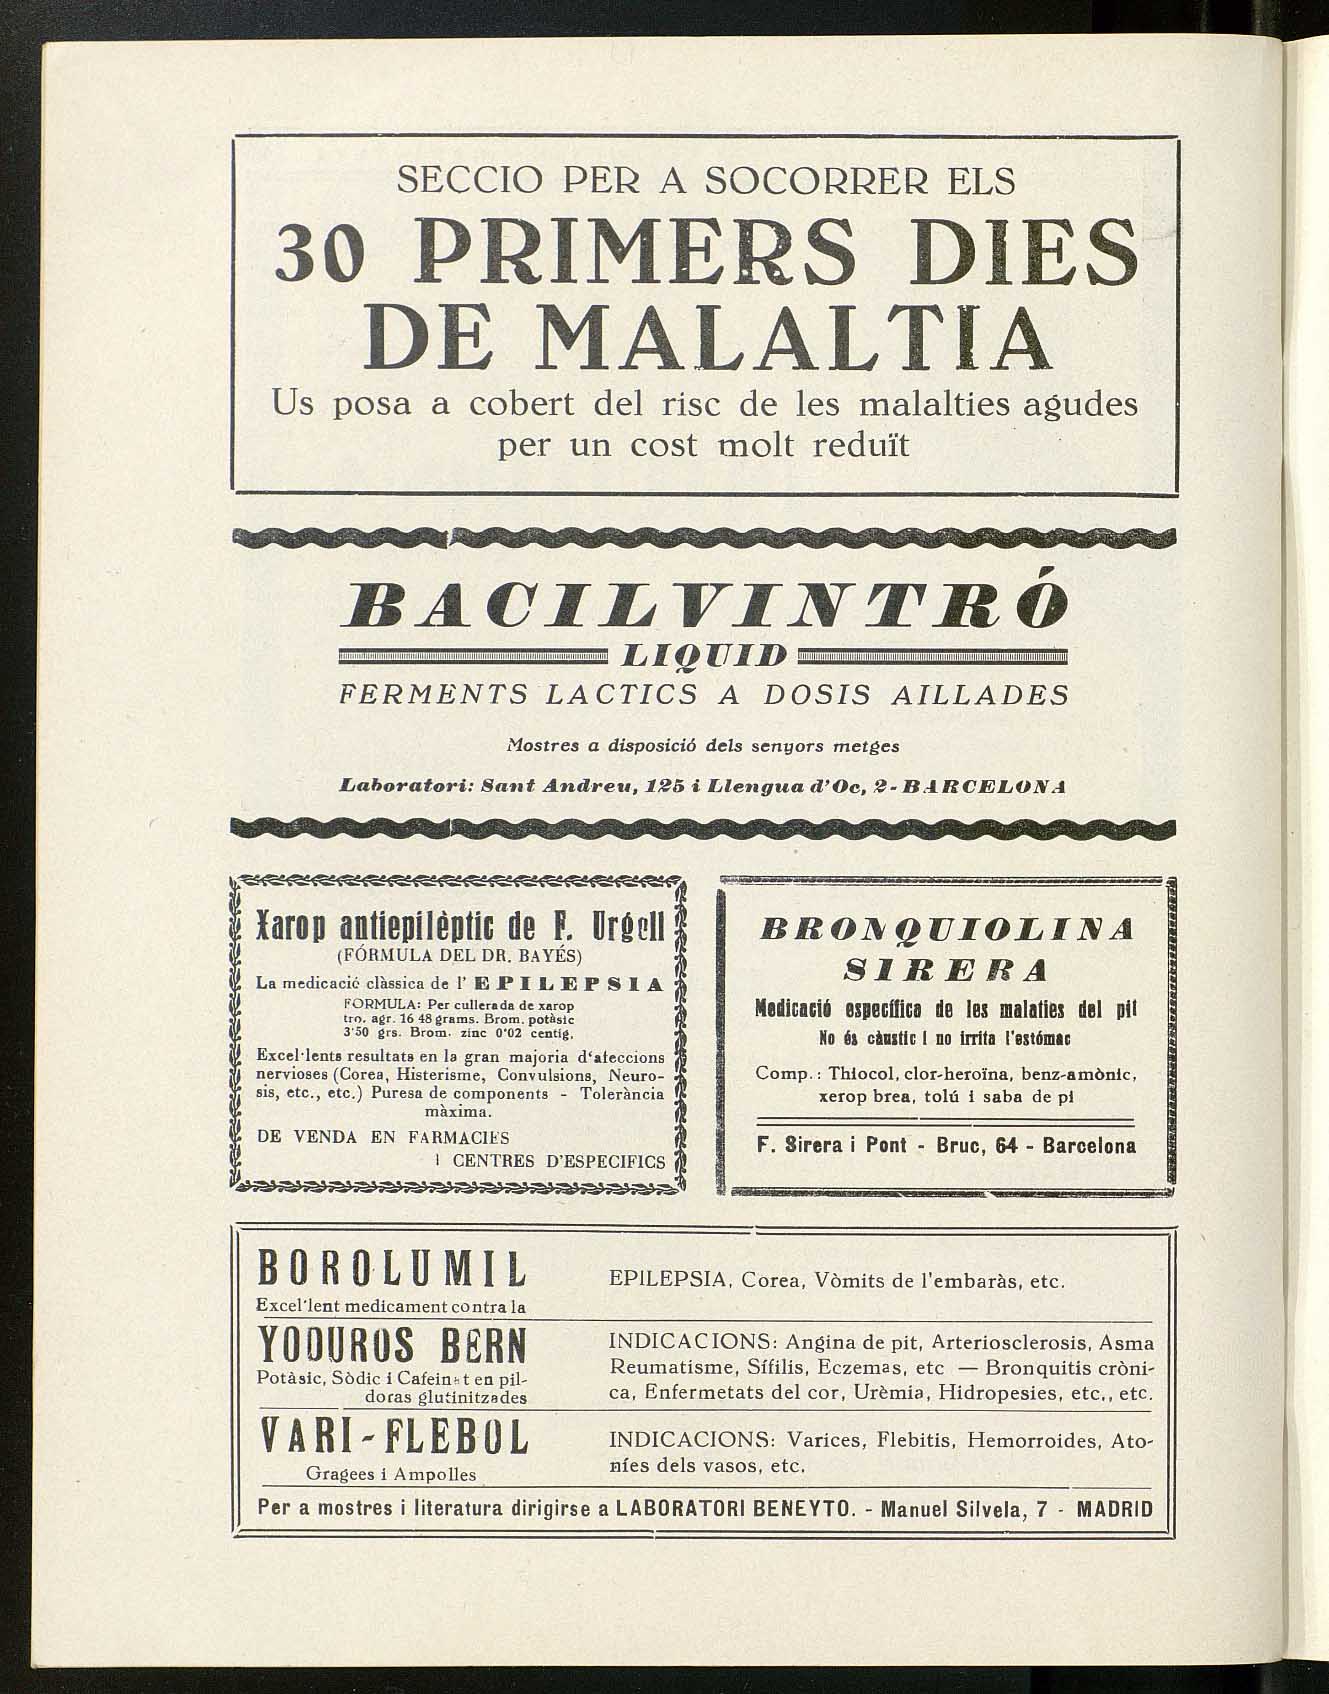 SECCIO PER A SOCORRER ELS
30 PRIMERS DIES
DE MALALTIA
Us posa a cobert del risc de les malalties agudes
per un cost molt reduït
BACILVINTRÓ
LIQUID
FERMENTS LACTICS A DOSIS AILLADES
Mostres a disposició dels senyors metges
Laboratori: Sant Andreu, 125 i Llengua d'Oc, 2 - BARCELONA
Xarop antiepilèptic de F. Urgell
(FÓRMULA DEL DR. BAYÉS)
La medicació clàssica de l' EPILEPSIA
FORMULA: Per cullerada de xarop
trn. agr. 16 48 grams. Brom. potàsic
3'50 grs. Brom. zinc 0'02 centig.
Excel·lents resultats en la gran majoria d'afeccions
nervioses (Corea, Histerisme, Convulsions, Neuro-
sis, etc., etc.) Puresa de components - Tolerància
màxima.
DE VENDA EN FARMACIES
I CENTRES D'ESPECIFICS
BRONQUIOLINA
SIRERA
Medicació específica de les malaties del pit
No és càustic i no irrita l'estómac
Comp.: Thiocol, clor-heroïna, benz-amònic,
xerop brea, tolú i saba de pi
F. Sirera i Pont - Bruc, 64 - Barcelona
BOROLUMIL
Excel'lent medicament contra la
EPILEPSIA, Corea, Vòmits de l'embaràs, etc.
YODUROS BERN
Potàsic, Sòdic i Cafeinat en píl-
doras glutinitzades
INDICACIONS: Angina de pit, Arteriosclerosis, Asma
Reumatisme, Sífilis, Eczemas, etc — Bronquitis cròni-
ca, Enfermetats del cor, Urèmia, Hidropesies, etc., etc.
VARI-FLEBOL
Gragees i Ampolles
INDICACIONS: Varices, Flebitis, Hemorroides, Ato-
níes dels vasos, etc.
Per a mostres i literatura dirigirse a LABORATORI BENEYTO. - Manuel Silvela, 7 - MADRID